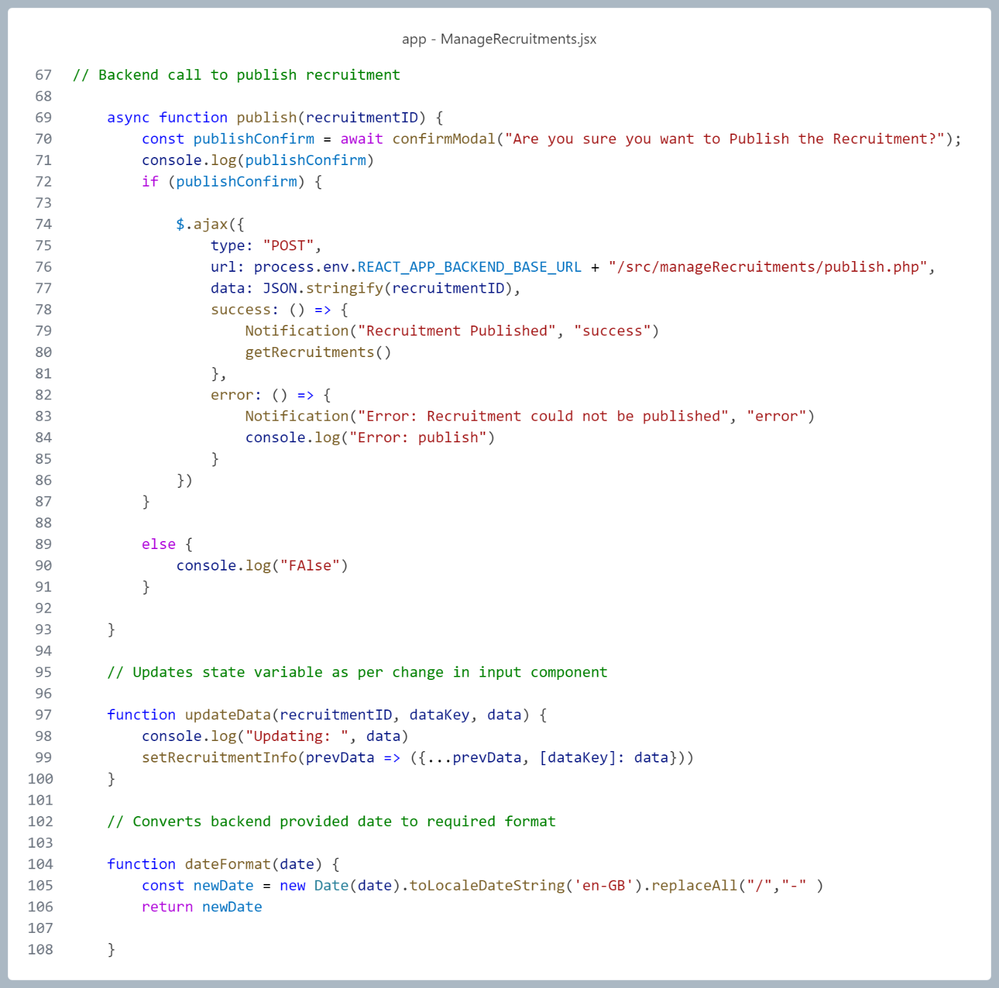 app - ManageRecruitments.jsx
67 // Backend call to publish recruitment
68
69     async function publish(recruitmentID) {
70         const publishConfirm = await confirmModal("Are you sure you want to Publish the Recruitment?");
71         console.log(publishConfirm)
72         if (publishConfirm) {
73
74             $.ajax({
75                 type: "POST",
76                 url: process.env.REACT_APP_BACKEND_BASE_URL + "/src/manageRecruitments/publish.php",
77                 data: JSON.stringify(recruitmentID),
78                 success: () => {
79                     Notification("Recruitment Published", "success")
80                     getRecruitments()
81                 },
82                 error: () => {
83                     Notification("Error: Recruitment could not be published", "error")
84                     console.log("Error: publish")
85                 }
86             })
87         }
88
89         else {
90             console.log("FAlse")
91         }
92
93     }
94
95     // Updates state variable as per change in input component
96
97     function updateData(recruitmentID, dataKey, data) {
98         console.log("Updating: ", data)
99         setRecruitmentInfo(prevData => ({...prevData, [dataKey]: data}))
100     }
101
102     // Converts backend provided date to required format
103
104     function dateFormat(date) {
105         const newDate = new Date(date).toLocaleDateString('en-GB').replaceAll("/","-" )
106         return newDate
107
108     }